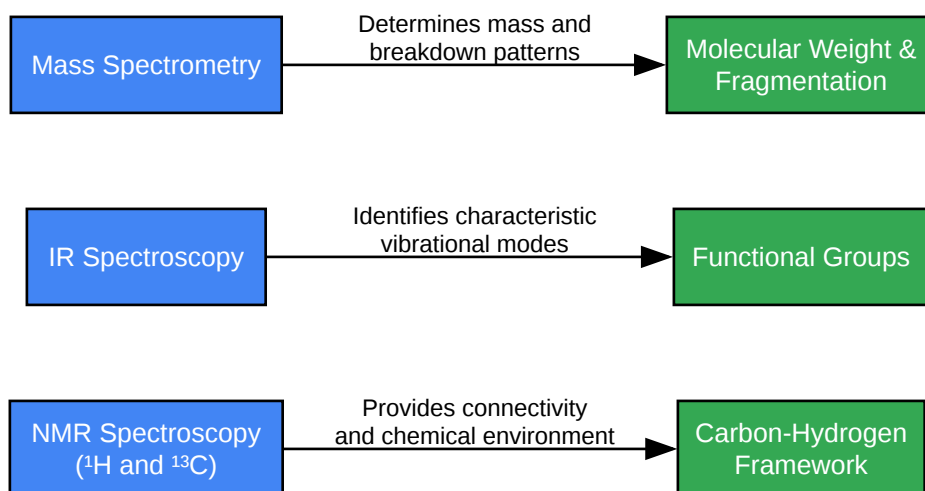 Determines mass and
breakdown patterns
Mass Spectrometry
Molecular Weight &
Fragmentation
Identifies characteristic
vibrational modes
IR Spectroscopy
Functional Groups
Provides connectivity
and chemical environment
NMR Spectroscopy
(¹H and ¹³C)
Carbon-Hydrogen
Framework